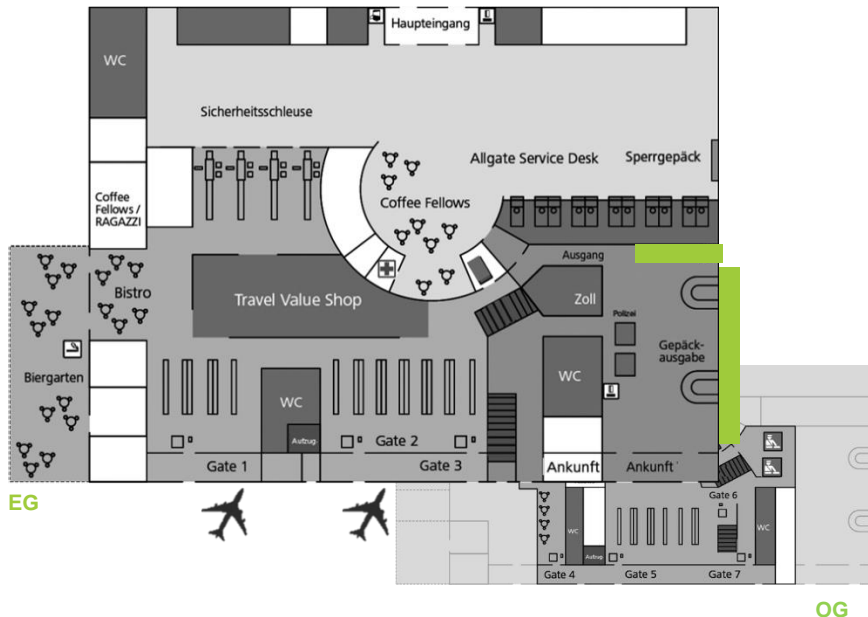 Haupteingang
WC
Sicherheitsschleuse
Allgate Service Desk
Sperrgepäck
Coffee
Fellows /
RAGAZZI
Coffee Fellows
Ausgang
Bistro
Travel Value Shop
Zoll
Polizei
Gepäck-
ausgabe
Biergarten
WC
WC
Aufzug
Gate 2
Gate 1
Gate 3
Ankunft
Ankunft
EG
Gate 6
WC
WC
Aufzug
Gate 4
Gate 5
Gate 7
OG